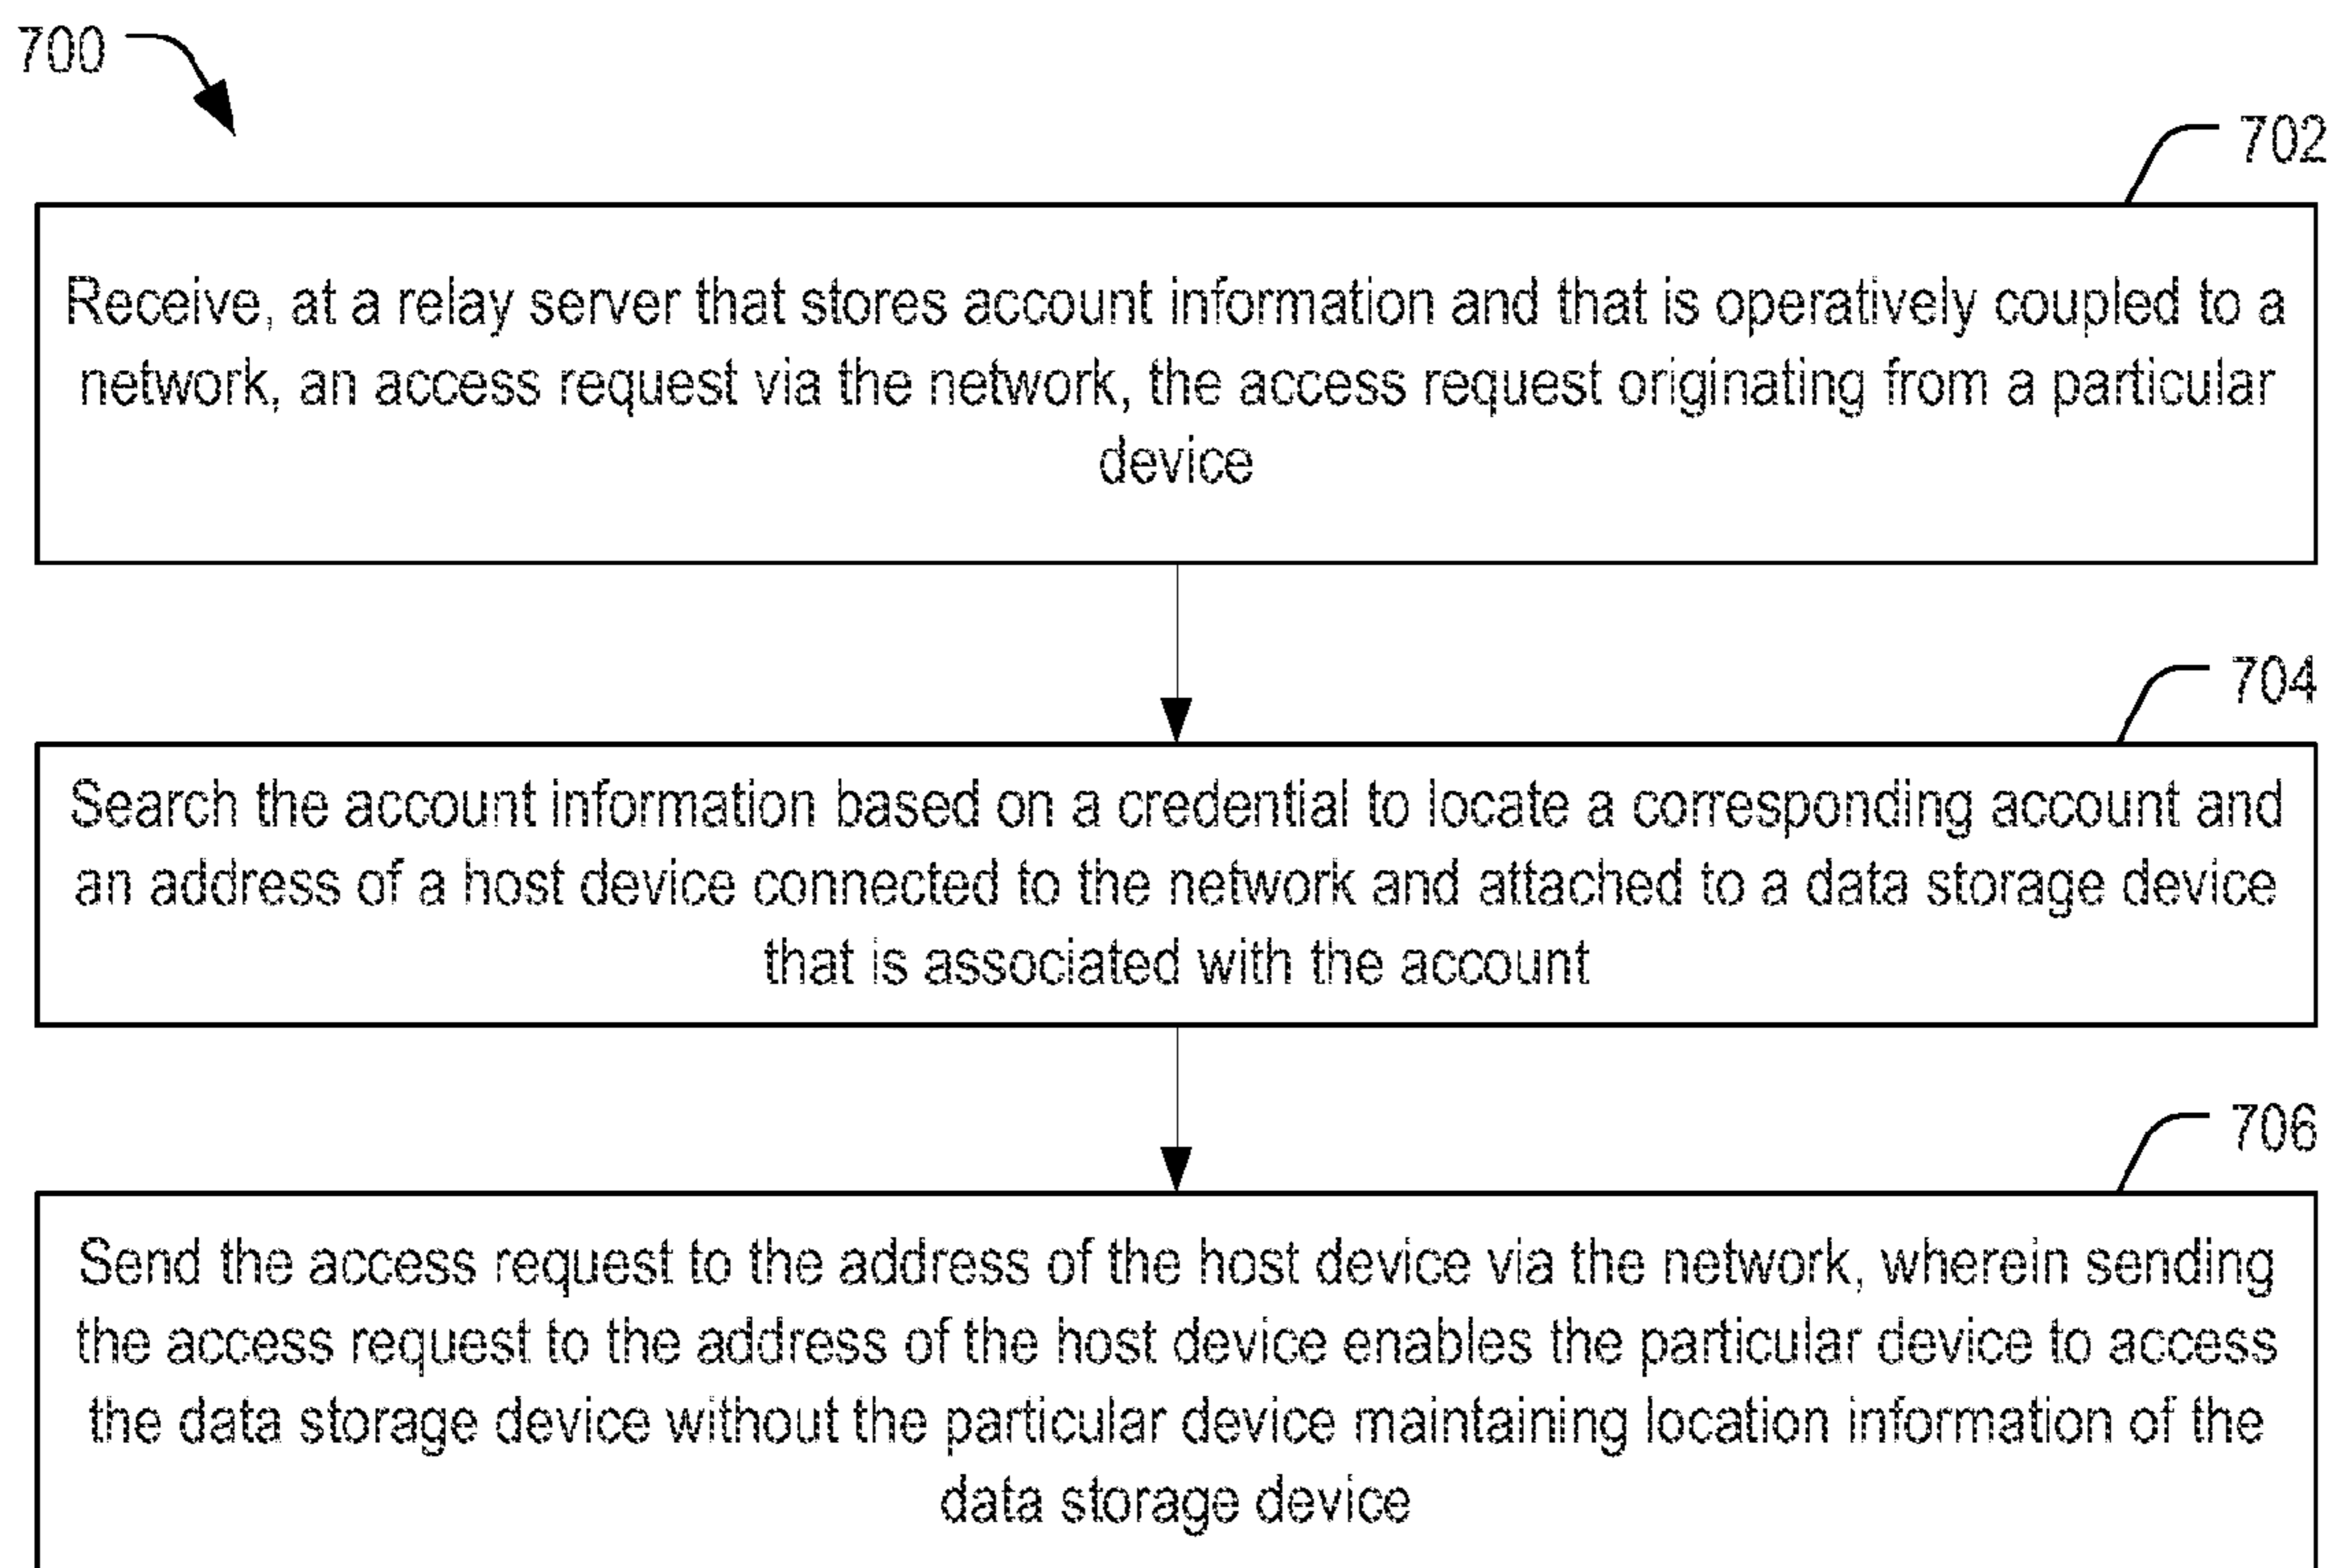 700
702
Receive, at a relay server that stores account information and that is operatively coupled to a
network, an access request via the network, the access request originating from a particular
device
704
Search the account information based on a credential to locate a corresponding account and
an address of a host device connected to the network and attached to a data storage device
that is associated with the account
706
Send the access request to the address of the host device via the network, wherein sending
the access request to the address of the host device enables the particular device to access
the data storage device without the particular device maintaining location information of the
data storage device